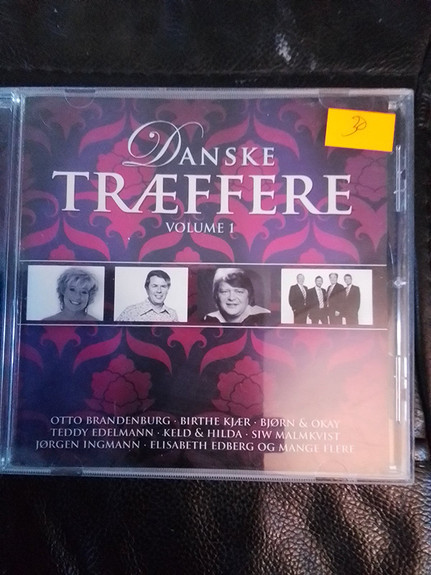 30
DANSKE
TRÆFFERE
VOLUME 1
OTTO BRANDENBURG · BIRTHE KJÆR · BJØRN & OKAY
TEDDY EDELMANN · KELD & HILDA · SIW MALMKVIST
JØRGEN INGMANN · ELISABETH EDBERG OG MANGE FLERE